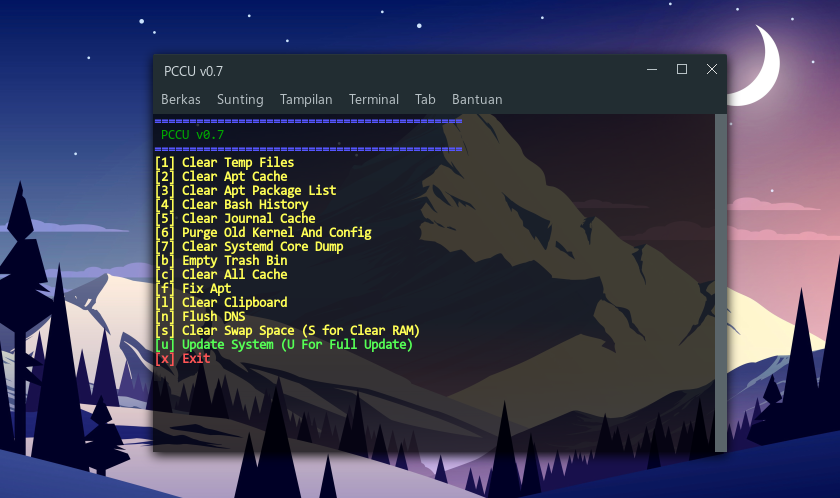 PCCU v0.7
Berkas Sunting Tampilan Terminal Tab Bantuan
============================================
PCCU v0.7
============================================
[1] Clear Temp Files
[2] Clear Apt Cache
[3] Clear Apt Package List
[4] Clear Bash History
[5] Clear Journal Cache
[6] Purge Old Kernel And Config
[7] Clear Systemd Core Dump
[b] Empty Trash Bin
[c] Clear All Cache
[f] Fix Apt
[l] Clear Clipboard
[n] Flush DNS
[s] Clear Swap Space (S for Clear RAM)
[u] Update System (U For Full Update)
[x] Exit